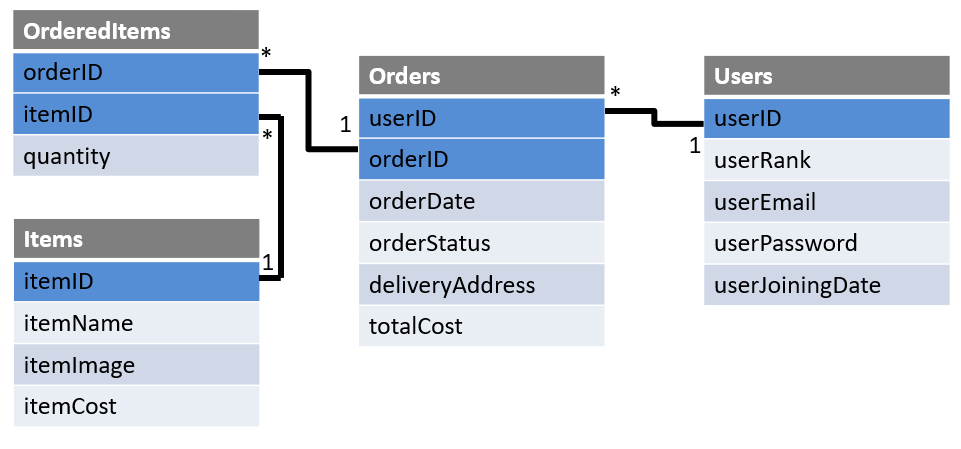 OrderedItems
orderID
itemID
quantity
*
*
Items
itemID
itemName
itemImage
itemCost
1
1
Orders
userID
orderID
orderDate
orderStatus
deliveryAddress
totalCost
*
1
Users
userID
userRank
userEmail
userPassword
userJoiningDate